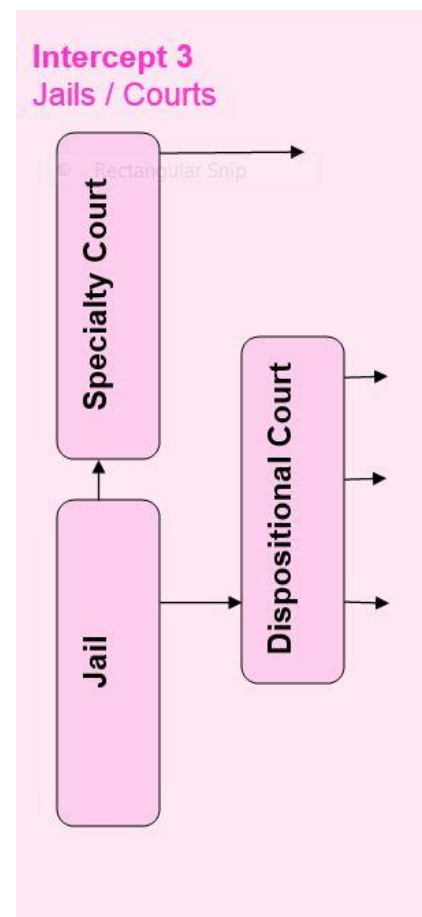 Intercept 3
Jails / Courts
Rectangular Snip
Specialty Court
Dispositional Court
Jail